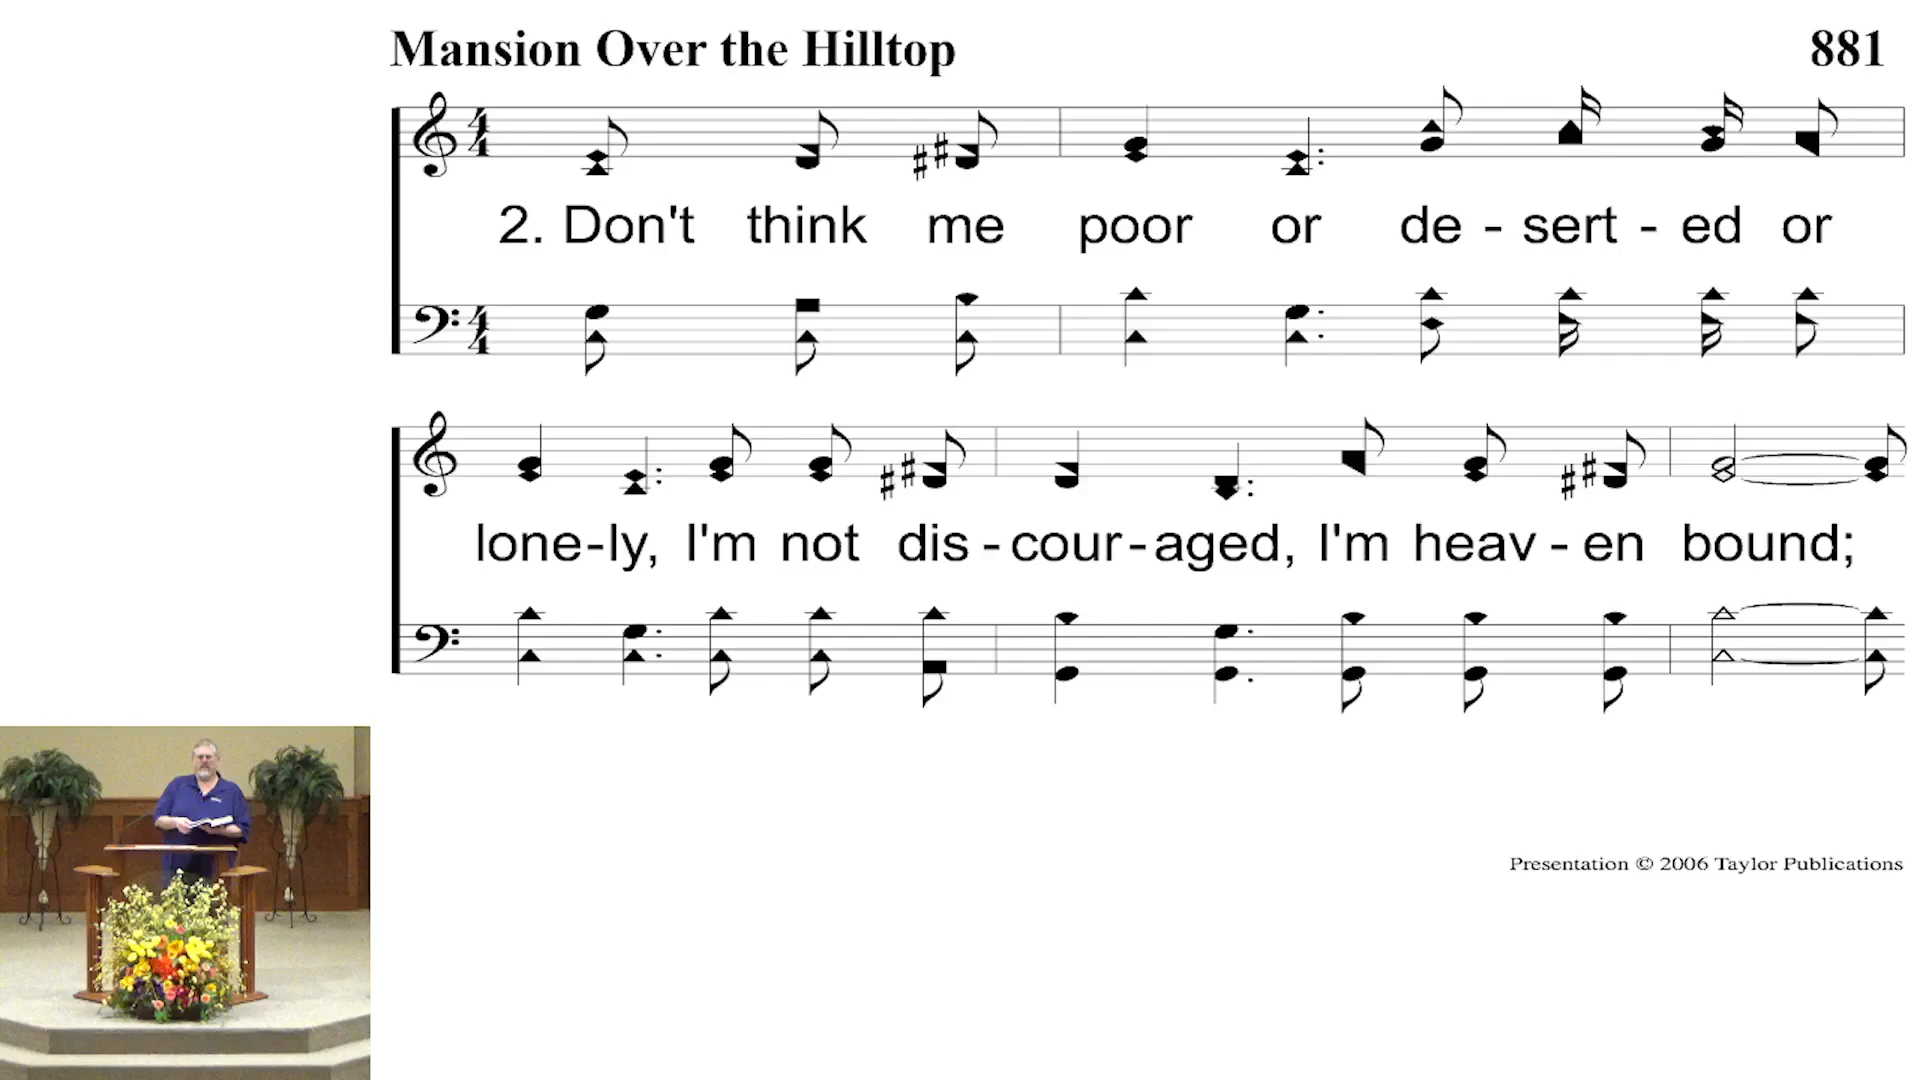 Mansion Over the Hilltop 881
2. Don't think me poor or de - sert - ed or
lone-ly, I'm not dis - cour - aged, I'm heav - en bound;
Presentation © 2006 Taylor Publications